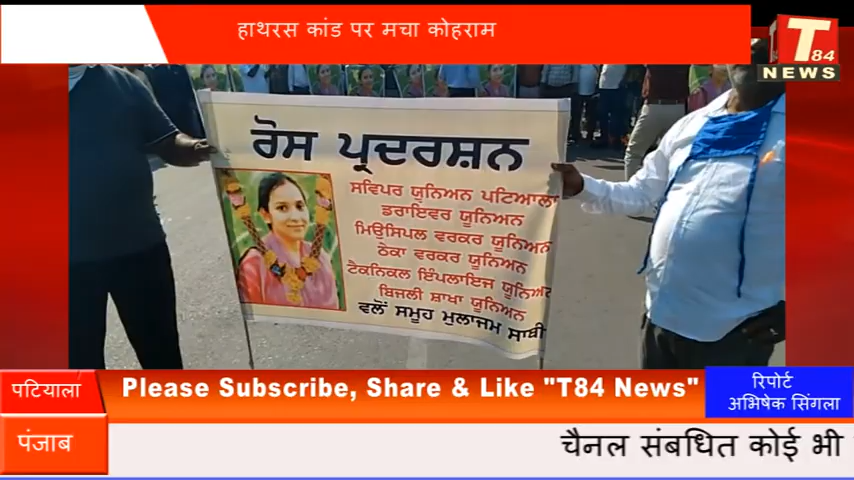 हाथरस कांड पर मचा कोहराम
T84
NEWS
ਰੋਸ ਪ੍ਰਦਰਸ਼ਨ
ਸਵਿਪਰ ਯੂਨਿਅਨ ਪਟਿਆਲਾ
ਡਰਾਇਵਰ ਯੂਨਿਅਨ
ਮਿਉਸਿਪਲ ਵਰਕਰ ਯੂਨਿਅਨ
ਠੇਕਾ ਵਰਕਰ ਯੂਨਿਅਨ
ਟੈਕਨਿਕਲ ਇੰਪਲਾਇਜ ਯੂਨਿਅਨ
ਬਿਜਲੀ ਸ਼ਾਖਾ ਯੂਨਿਅਨ
ਵਲੋਂ ਸਮੂਹ ਮੁਲਾਜਮ ਸਾਥੀ
पटियाला
Please Subscribe, Share & Like "T84 News"
रिपोर्ट
अभिषेक सिंगला
पंजाब
चैनल संबधित कोई भी